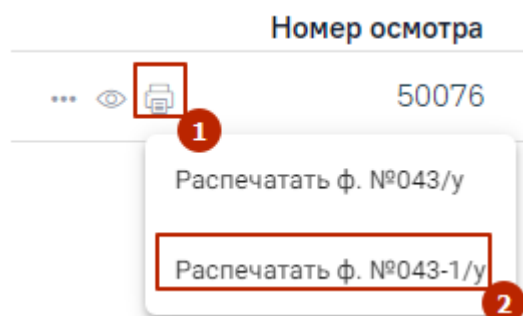 Номер осмотра
50076
1
Распечатать ф. №043/у
Распечатать ф. №043-1/у
2